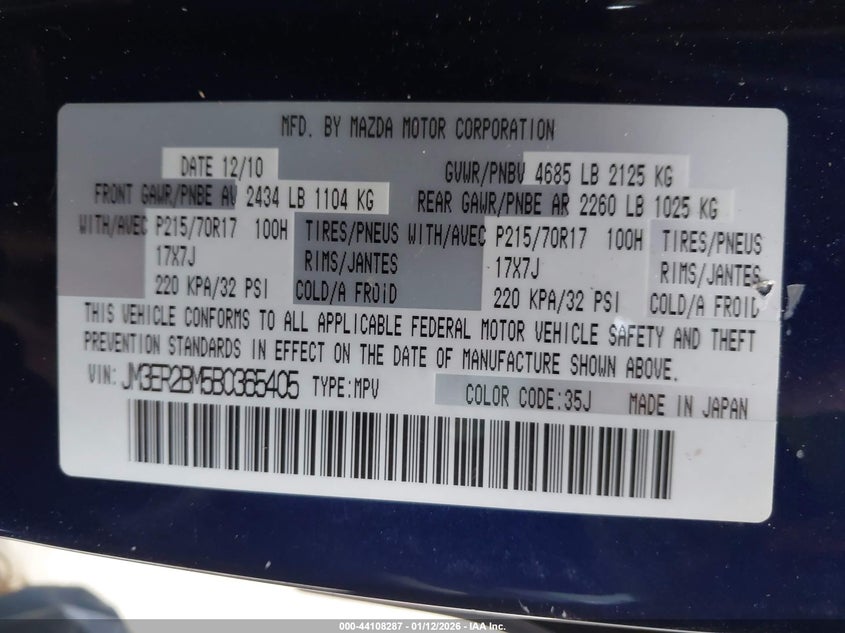 MFD. BY MAZDA MOTOR CORPORATION
DATE 12/10 GVWR/PNBV 4685 LB 2125 KG
FRONT GAWR/PNBE AV 2434 LB 1104 KG REAR GAWR/PNBE AR 2260 LB 1025 KG
WITH/AVEC P215/70R17 100H TIRES/PNEUS WITH/AVEC P215/70R17 100H TIRES/PNEUS
17X7J RIMS/JANTES 17X7J RIMS/JANTES
220 KPA/32 PSI COLD/A FROiD 220 KPA/32 PSI COLD/A FROiD
THIS VEHICLE CONFORMS TO ALL APPLICABLE FEDERAL MOTOR VEHICLE SAFETY AND THEFT
PREVENTION STANDARDS IN EFFECT ON THE DATE OF MANUFACTURE SHOWN ABOVE.
VIN: JM3ER2BM5B0365405 TYPE:MPV COLOR CODE:35J MADE IN JAPAN
000-44108287 - 01/12/2026 - IAA Inc.